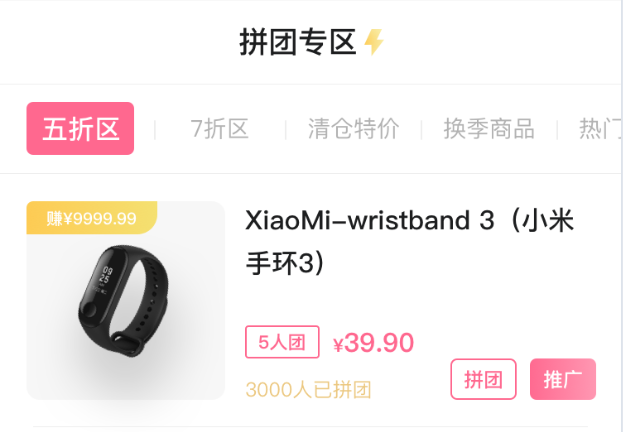 拼团专区
五折区
7折区
清仓特价
换季商品
热门
赚¥9999.99
XiaoMi-wristband 3（小米
手环3）
5人团 ¥39.90
3000人已拼团
拼团
推广